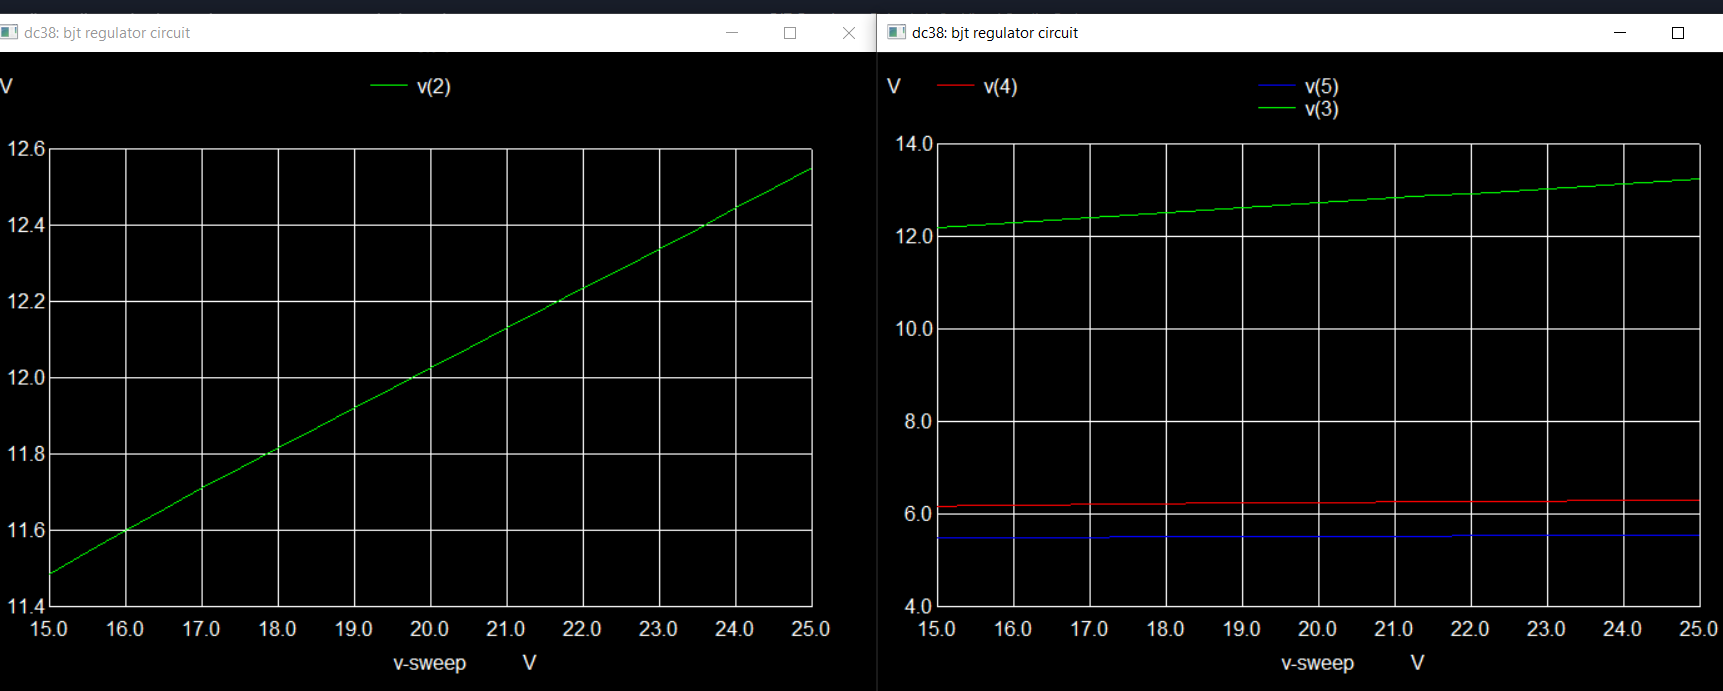 dc38: bjt regulator circuit
V
v(2)
12.6
12.4
12.2
12.0
11.8
11.6
11.4
15.0 16.0 17.0 18.0 19.0 20.0 21.0 22.0 23.0 24.0 25.0
v-sweep V
dc38: bjt regulator circuit
V
v(4) v(5)
v(3)
14.0
12.0
10.0
8.0
6.0
4.0
15.0 16.0 17.0 18.0 19.0 20.0 21.0 22.0 23.0 24.0 25.0
v-sweep V